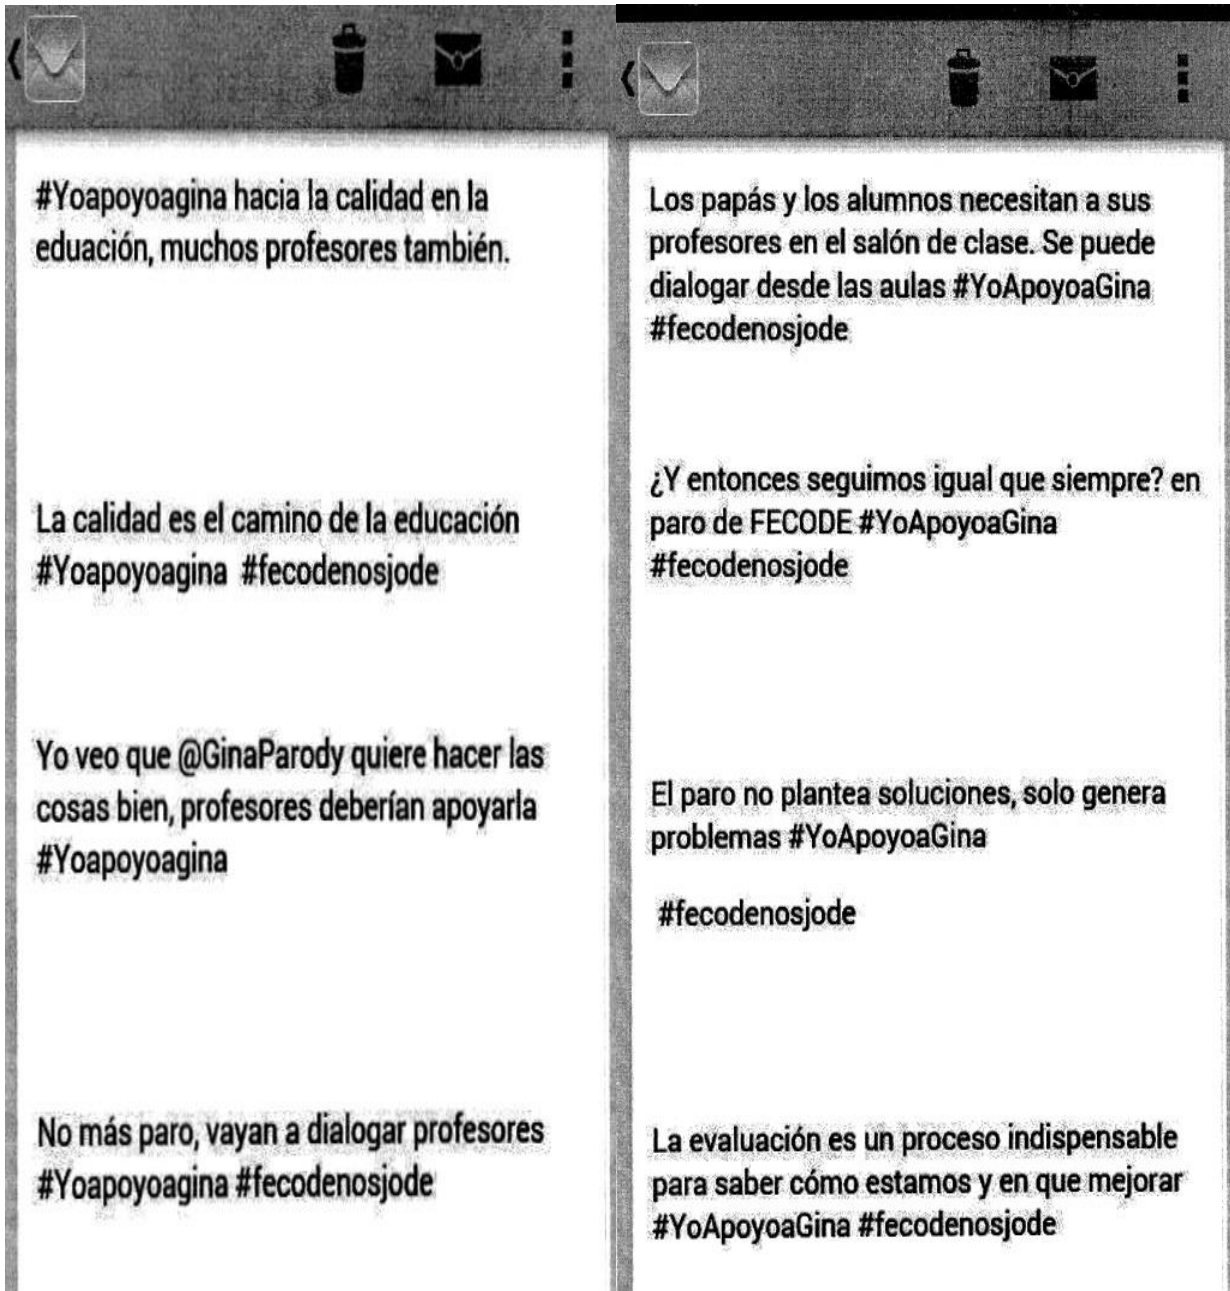 #Yoapoyoagina hacia la calidad en la
eduación, muchos profesores también.
La calidad es el camino de la educación
#Yoapoyoagina #fecodenosjode
Yo veo que @GinaParody quiere hacer las
cosas bien, profesores deberían apoyarla
#Yoapoyoagina
No más paro, vayan a dialogar profesores
#Yoapoyoagina #fecodenosjode
Los papás y los alumnos necesitan a sus
profesores en el salón de clase. Se puede
dialogar desde las aulas #YoApoyoaGina
#fecodenosjode
¿Y entonces seguimos igual que siempre? en
paro de FECODE #YoApoyoaGina
#fecodenosjode
El paro no plantea soluciones, solo genera
problemas #YoApoyoaGina
#fecodenosjode
La evaluación es un proceso indispensable
para saber cómo estamos y en que mejorar
#YoApoyoaGina #fecodenosjode